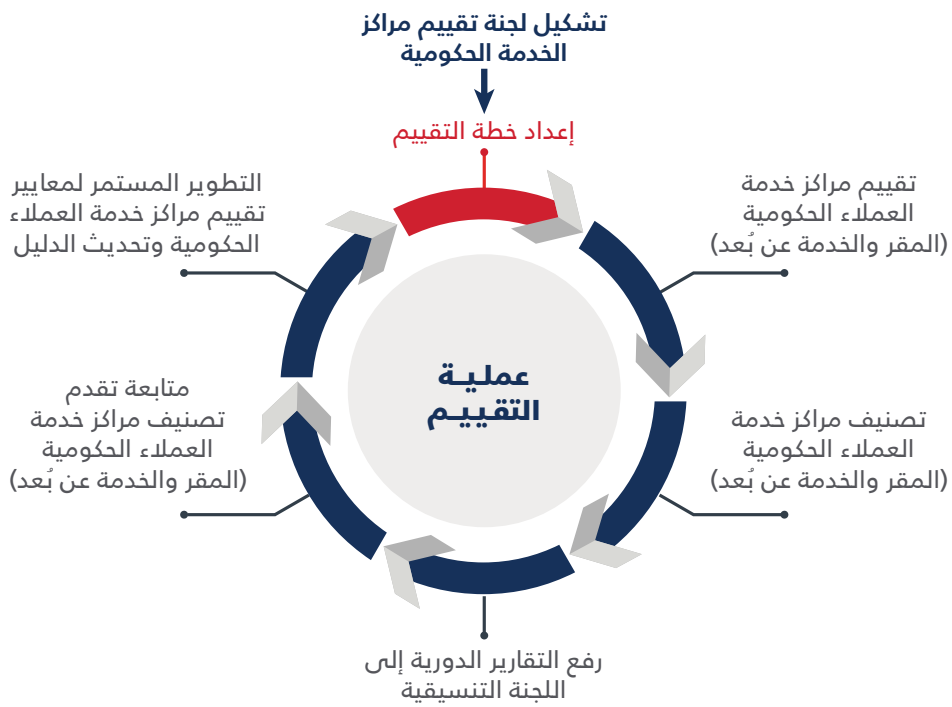 تشكيل لجنة تقييم مراكز
الخدمة الحكومية
إعداد خطة التقييم
تقييم مراكز خدمة
العملاء الحكومية
(المقر والخدمة عن بُعد)
تصنيف مراكز خدمة
العملاء الحكومية
(المقر والخدمة عن بُعد)
رفع التقارير الدورية إلى
اللجنة التنسيقية
متابعة تقدم
تصنيف مراكز خدمة
العملاء الحكومية
(المقر والخدمة عن بُعد)
التطوير المستمر لمعايير
تقييم مراكز خدمة العملاء
الحكومية وتحديث الدليل
عملية
التقييم